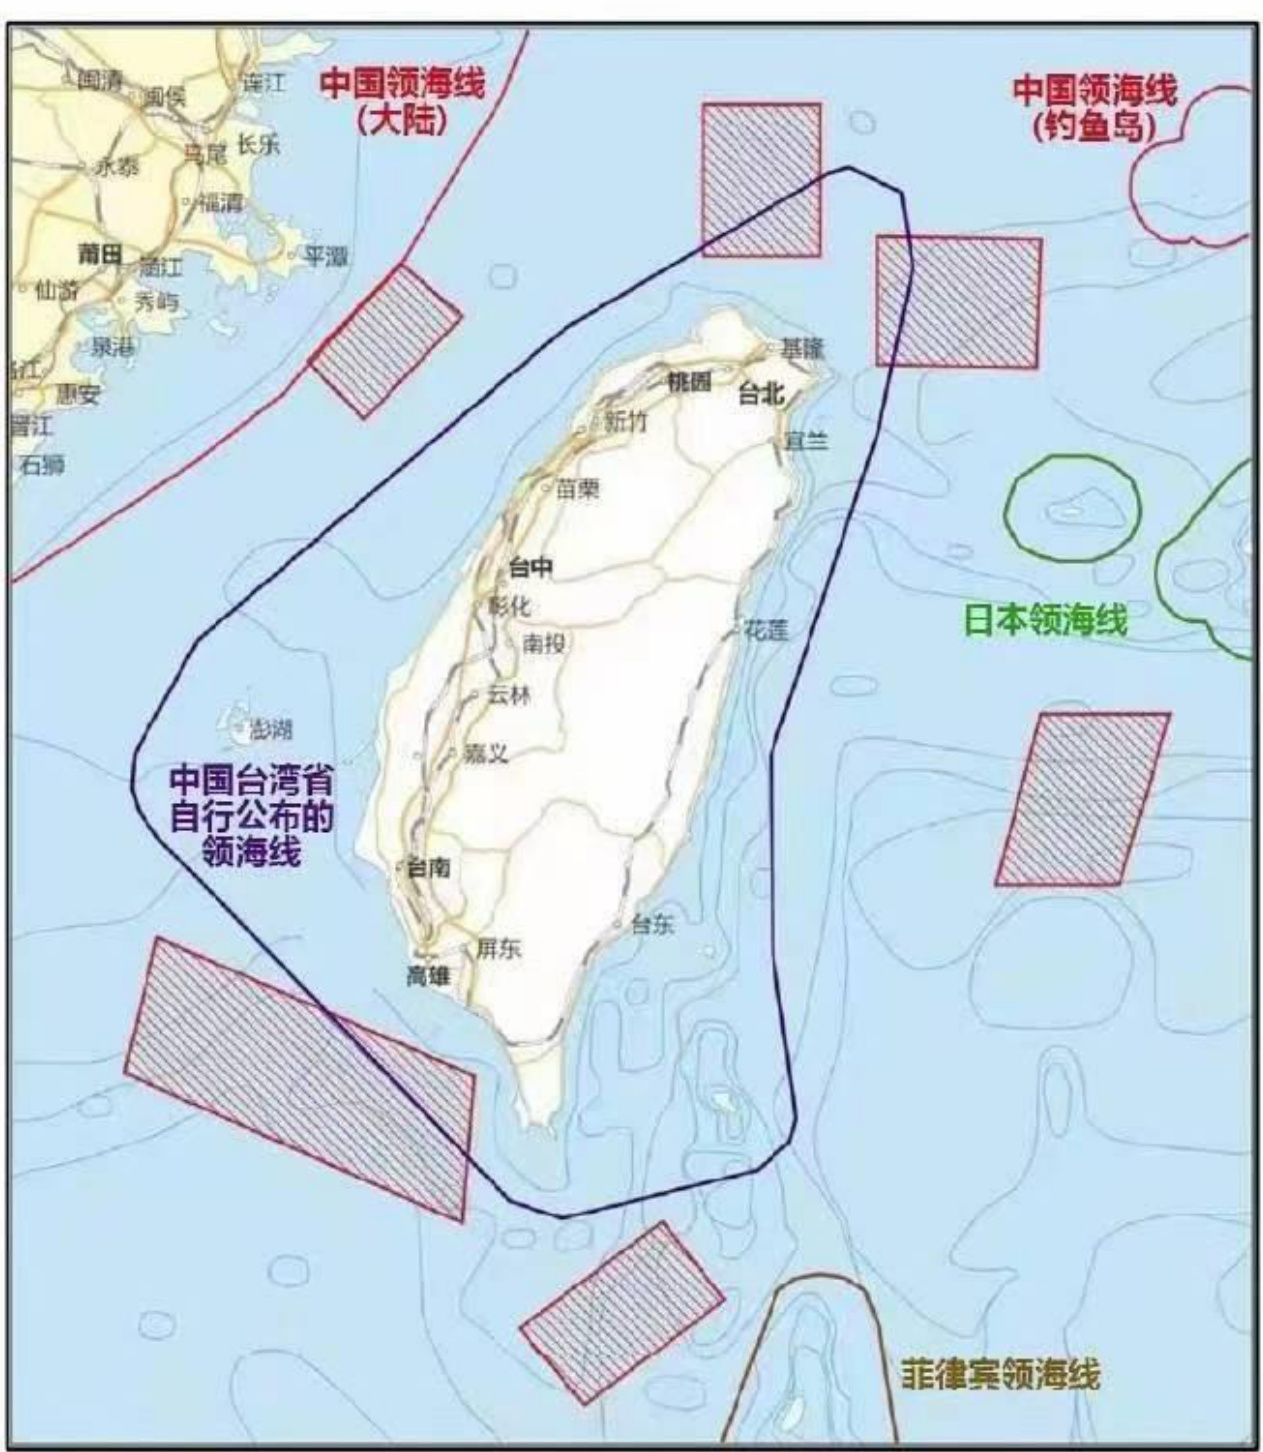 闽清
闽侯
连江
中国领海线
(大陆)
中国领海线
(钓鱼岛)
永泰
马尾
长乐
福清
莆田
涵江
平潭
仙游
秀屿
泉港
惠安
晋江
石狮
基隆
桃园
台北
新竹
宜兰
苗栗
台中
彰化
南投
花莲
日本领海线
云林
澎湖
嘉义
中国台湾省
自行公布的
领海线
台南
台东
屏东
高雄
菲律宾领海线